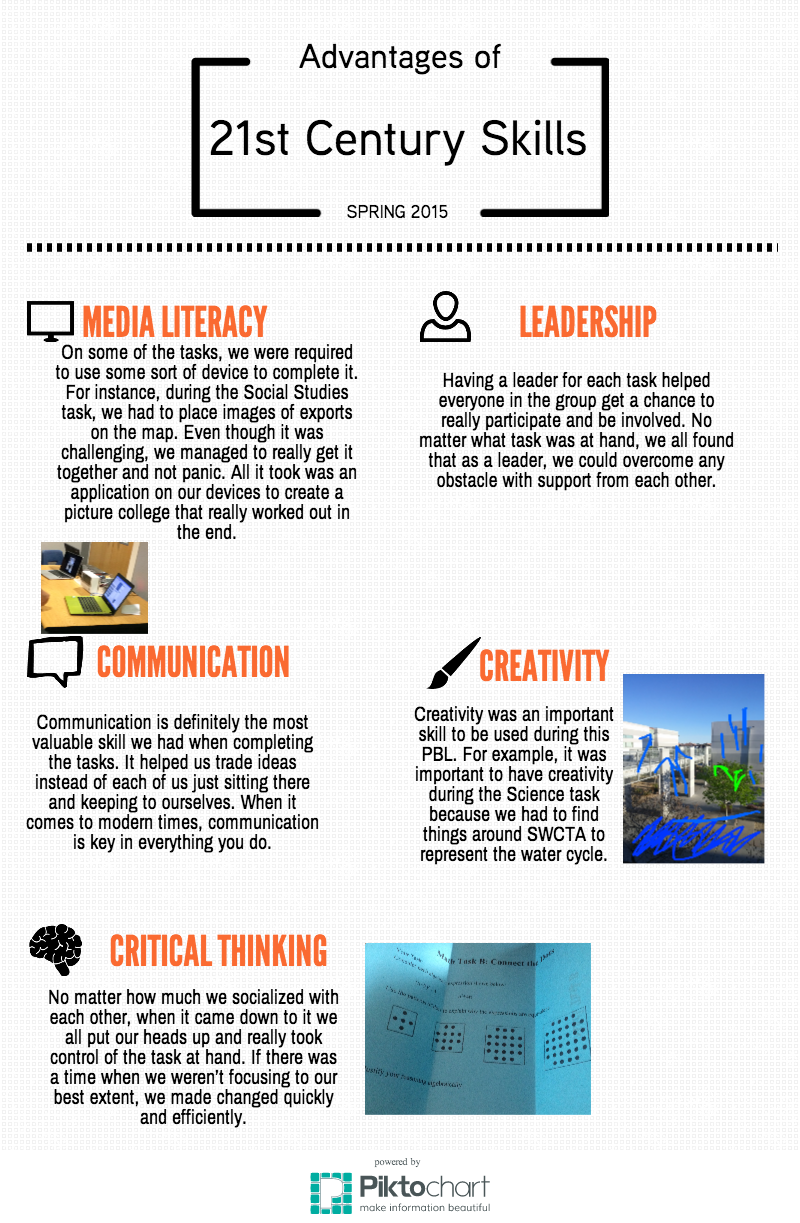 Advantages of
21st Century Skills
SPRING 2015
MEDIA LITERACY
On some of the tasks, we were required
to use some sort of device to complete it.
For instance, during the Social Studies
task, we had to place images of exports
on the map. Even though it was
challenging, we managed to really get it
together and not panic. All it took was an
application on our devices to create a
picture college that really worked out in
the end.
LEADERSHIP
Having a leader for each task helped
everyone in the group get a chance to
really participate and be involved. No
matter what task was at hand, we all found
that as a leader, we could overcome any
obstacle with support from each other.
COMMUNICATION
Communication is definitely the most
valuable skill we had when completing
the tasks. It helped us trade ideas
instead of each of us just sitting there
and keeping to ourselves. When it
comes to modern times, communication
is key in everything you do.
CREATIVITY
Creativity was an important
skill to be used during this
PBL. For example, it was
important to have creativity
during the Science task
because we had to find
things around SWCTA to
represent the water cycle.
CRITICAL THINKING
No matter how much we socialized with
each other, when it came down to it we
all put our heads up and really took
control of the task at hand. If there was
a time when we weren't focusing to our
best extent, we made changed quickly
and efficiently.
Math Task B: Connect the Dots
your reasoning algebraically
powered by
Piktochart
make information beautiful